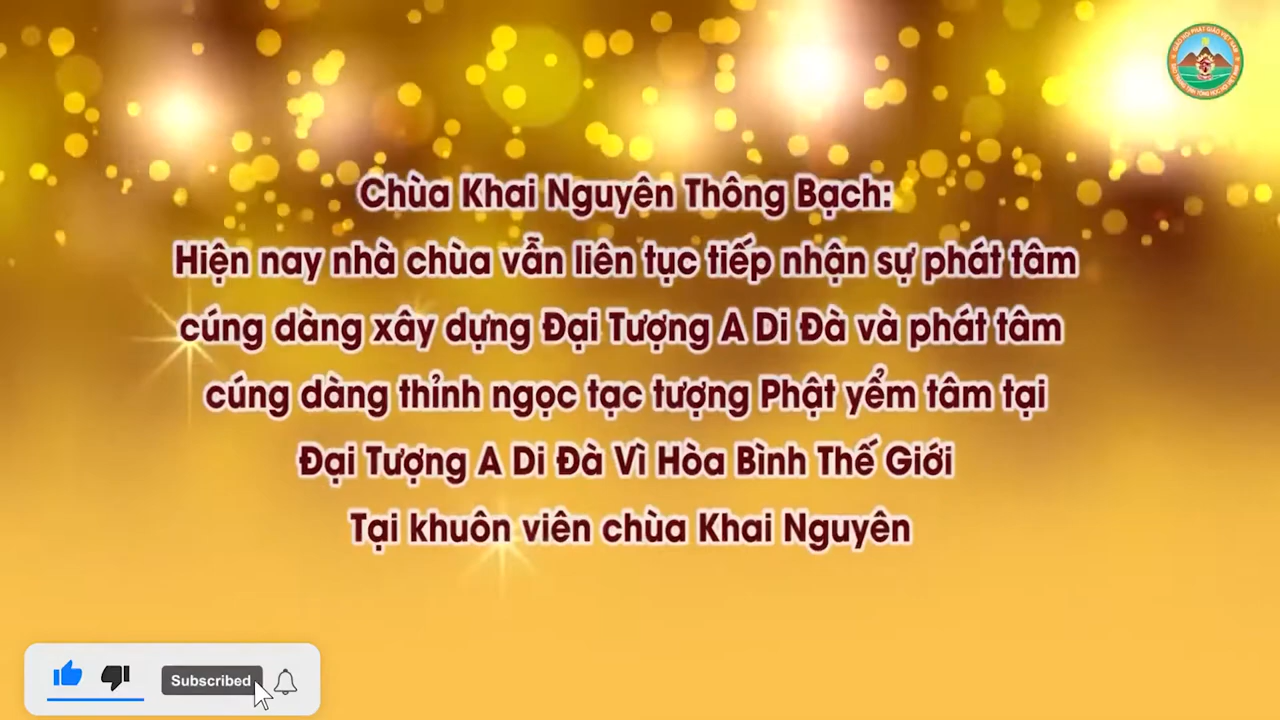 Chùa Khai Nguyên Thông Bạch:
Hiện nay nhà chùa vẫn liên tục tiếp nhận sự phát tâm
cúng dàng xây dựng Đại Tượng A Di Đà và phát tâm
cúng dàng thỉnh ngọc tạc tượng Phật yểm tâm tại
Đại Tượng A Di Đà Vì Hòa Bình Thế Giới
Tại khuôn viên chùa Khai Nguyên
Subscribed